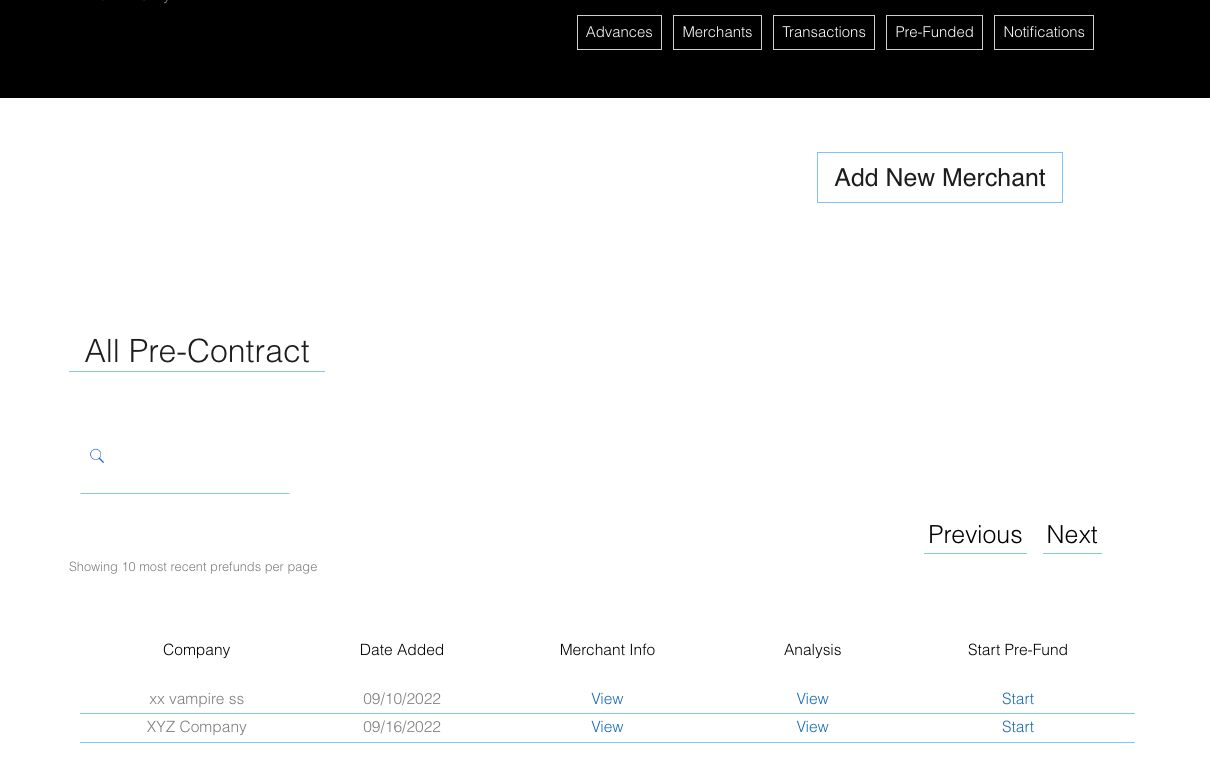 Advances Merchants Transactions Pre-Funded Notifications
Add New Merchant
All Pre-Contract
Previous Next
Showing 10 most recent prefunds per page
Company Date Added Merchant Info Analysis Start Pre-Fund
xx vampire ss 09/10/2022 View View Start
XYZ Company 09/16/2022 View View Start